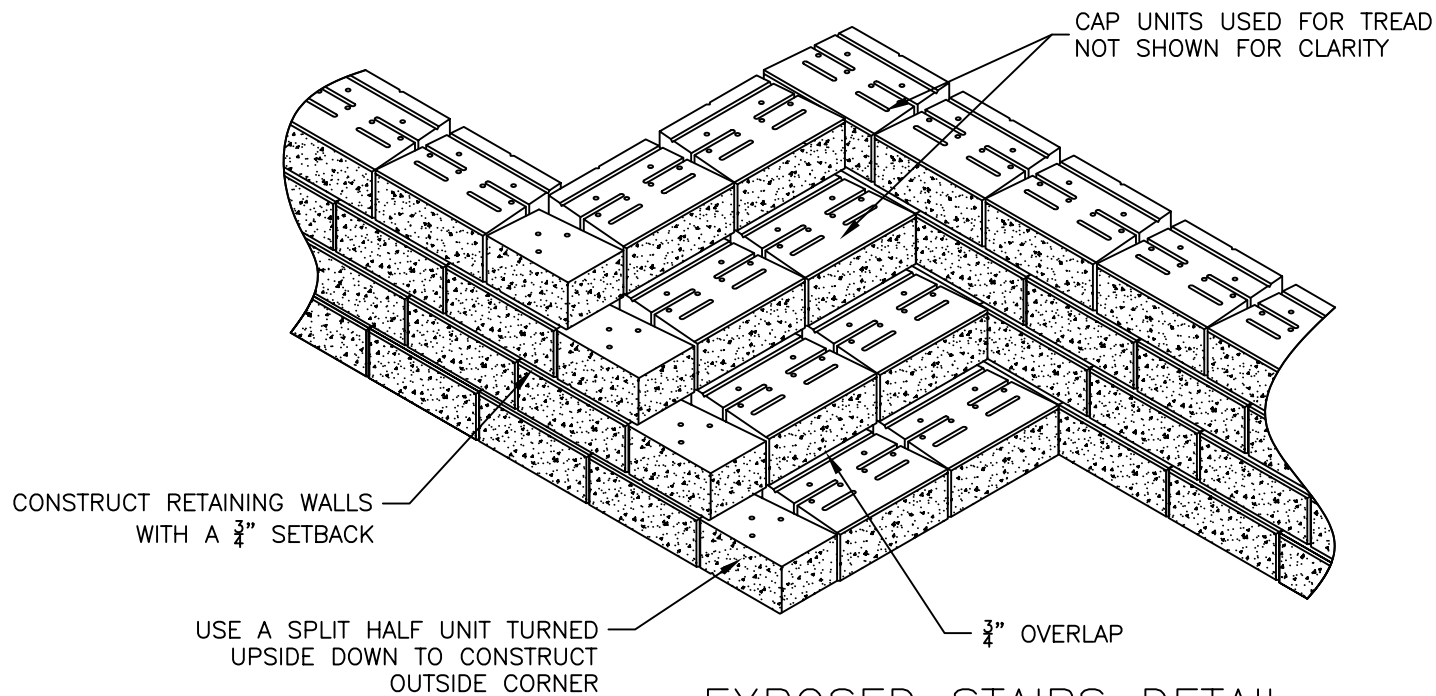 CAP UNITS USED FOR TREAD
NOT SHOWN FOR CLARITY
CONSTRUCT RETAINING WALLS
WITH A 3/4" SETBACK
USE A SPLIT HALF UNIT TURNED
UPSIDE DOWN TO CONSTRUCT
OUTSIDE CORNER
3/4" OVERLAP
EXPOSED STAIRS DETAIL